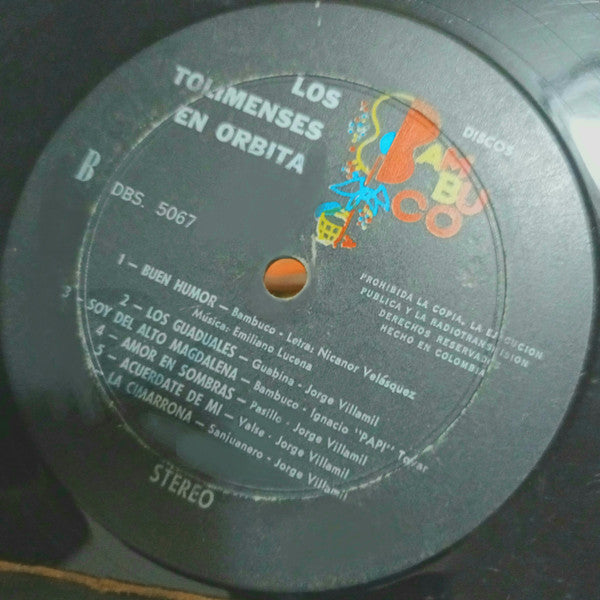 LOS
TOLIMENSES
EN ORBITA
DISCOS
BAMBUCO
B
DBS. 5067
PROHIBIDA LA COPIA, LA EJECUCION
PUBLICA Y LA RADIOTRANSMISION
DERECHOS RESERVADOS
HECHO EN COLOMBIA
1 — BUEN HUMOR — Bambuco - Letra: Nicanor Velásquez
Música: Emiliano Lucena
2 — LOS GUADUALES — Guabina - Jorge Villamil
3 — SOY DEL ALTO MAGDALENA — Bambuco - Ignacio "PAPI" Tovar
4 — AMOR EN SOMBRAS — Pasillo - Jorge Villamil
5 — ACUERDATE DE MI — Valse - Jorge Villamil
LA CIMARRONA — Sanjuanero - Jorge Villamil
STEREO